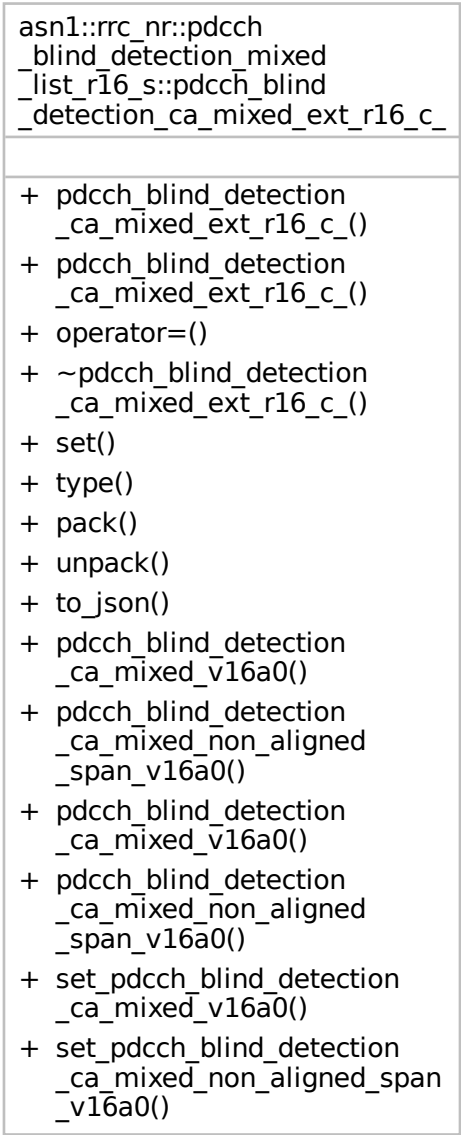 asn1::rrc_nr::pdcch
_blind_detection_mixed
_list_r16_s::pdcch_blind
_detection_ca_mixed_ext_r16_c_
+ pdcch_blind_detection
_ca_mixed_ext_r16_c_()
+ pdcch_blind_detection
_ca_mixed_ext_r16_c_()
+ operator=()
+ ~pdcch_blind_detection
_ca_mixed_ext_r16_c_()
+ set()
+ type()
+ pack()
+ unpack()
+ to_json()
+ pdcch_blind_detection
_ca_mixed_v16a0()
+ pdcch_blind_detection
_ca_mixed_non_aligned
_span_v16a0()
+ pdcch_blind_detection
_ca_mixed_v16a0()
+ pdcch_blind_detection
_ca_mixed_non_aligned
_span_v16a0()
+ set_pdcch_blind_detection
_ca_mixed_v16a0()
+ set_pdcch_blind_detection
_ca_mixed_non_aligned_span
_v16a0()